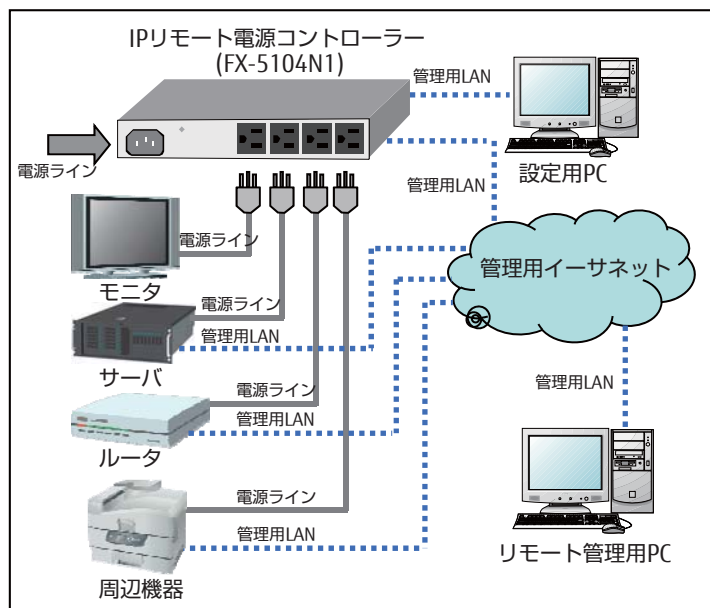 IPリモート電源コントローラー
(FX-5104N1)
管理用LAN
電源ライン
管理用LAN
設定用PC
電源ライン
モニタ
管理用イーサネット
電源ライン
管理用LAN
サーバ
電源ライン
管理用LAN
管理用LAN
ルータ
電源ライン
管理用LAN
リモート管理用PC
周辺機器